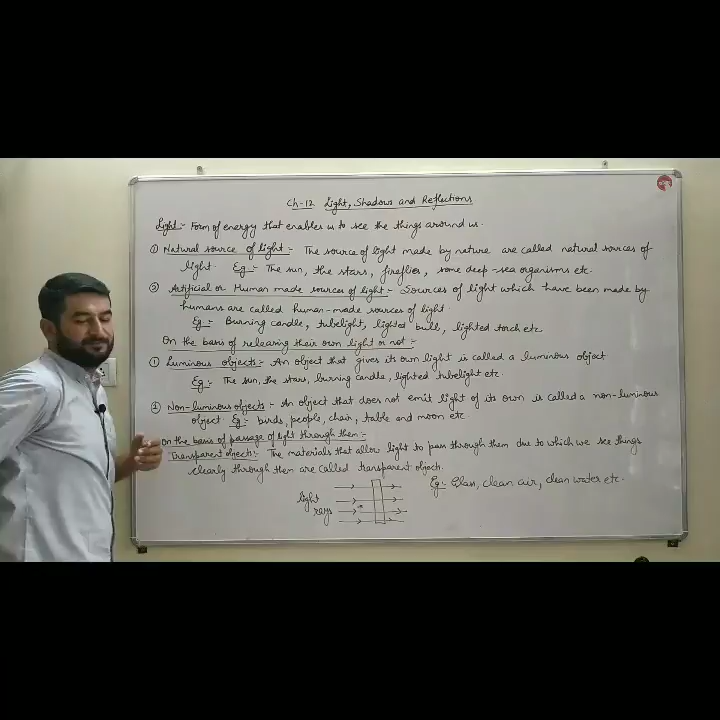 Ch-12 Light, Shadows and Reflections
Light :- Form of energy that enables us to see the things around us.
① Natural source of light :- The source of light made by nature are called natural sources of
light. Eg :- The sun, the stars, fireflies, some deep-sea organisms etc.
② Artificial or Human made sources of light :- Sources of light which have been made by
humans are called human-made sources of light.
Eg :- Burning candle, tubelight, lighted bulb, lighted torch etc.
On the basis of releasing their own light or not :-
① Luminous objects :- An object that gives its own light is called a luminous object
Eg :- The sun, the stars, burning candle, lighted tubelight etc.
② Non-luminous objects :- An object that does not emit light of its own is called a non-luminous
object Eg :- birds, people, chair, table and moon etc.
On the basis of passage of light through them :-
Transparent objects :- The materials that allow light to pass through them due to which we see things
clearly through them are called transparent objects.
Eg :- Glass, clean air, clean water etc.
light
rays